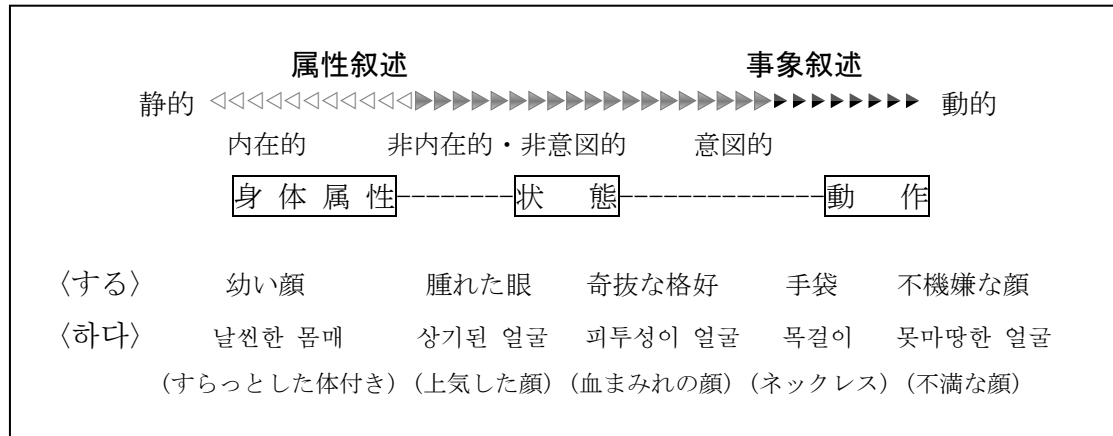 属性叙述 事象叙述
静的 ◁◁◁◁◁◁◁◁◁◁◁▶▶▶▶▶▶▶▶▶▶▶▶▶▶▶▶▶▶▶▶▶▶▶▶▶▶▶ 動的
内在的 非内在的・非意図的 意図的
身体属性-------状 態-------------動 作
〈する〉 幼い顔 腫れた眼 奇抜な格好 手袋 不機嫌な顔
〈하다〉 날씬한 몸매 상기된 얼굴 피투성이 얼굴 목걸이 못마땅한 얼굴
(すらっとした体付き) (上気した顔) (血まみれの顔) (ネックレス) (不満な顔)